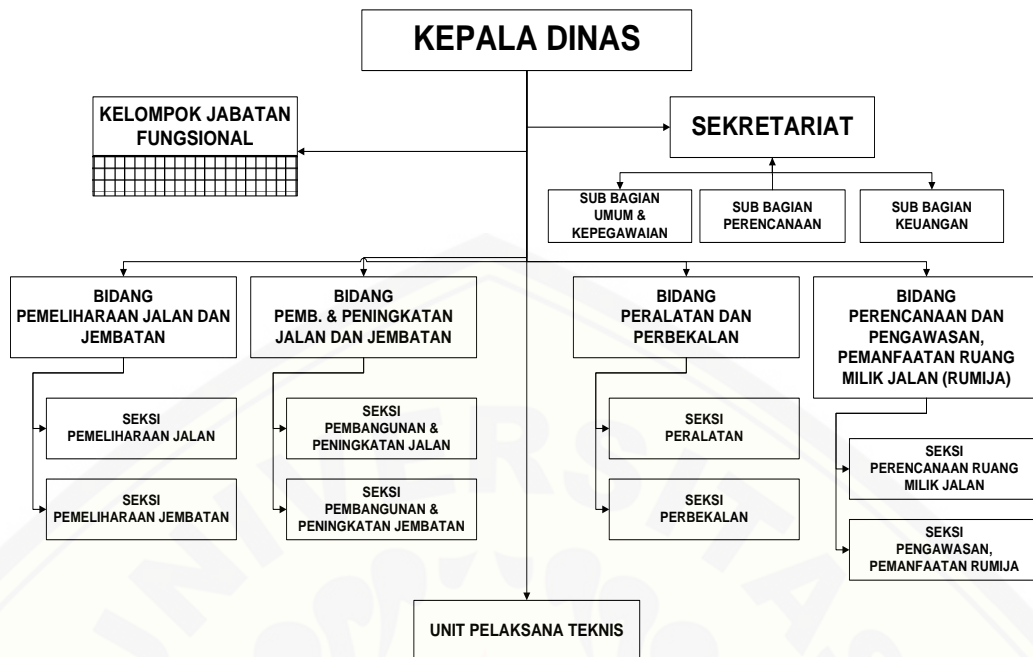 KEPALA DINAS
KELOMPOK JABATAN
FUNGSIONAL
SEKRETARIAT
SUB BAGIAN
UMUM &
KEPEGAWAIAN
SUB BAGIAN
PERENCANAAN
SUB BAGIAN
KEUANGAN
BIDANG
PEMELIHARAAN JALAN DAN
JEMBATAN
BIDANG
PEMB. & PENINGKATAN
JALAN DAN JEMBATAN
BIDANG
PERALATAN DAN
PERBEKALAN
BIDANG
PERENCANAAN DAN
PENGAWASAN,
PEMANFAATAN RUANG
MILIK JALAN (RUMIJA)
SEKSI
PEMELIHARAAN JALAN
SEKSI
PEMELIHARAAN JEMBATAN
SEKSI
PEMBANGUNAN &
PENINGKATAN JALAN
SEKSI
PEMBANGUNAN &
PENINGKATAN JEMBATAN
SEKSI
PERALATAN
SEKSI
PERBEKALAN
SEKSI
PERENCANAAN RUANG
MILIK JALAN
SEKSI
PENGAWASAN,
PEMANFAATAN RUMIJA
UNIT PELAKSANA TEKNIS
UNIVERSITAS